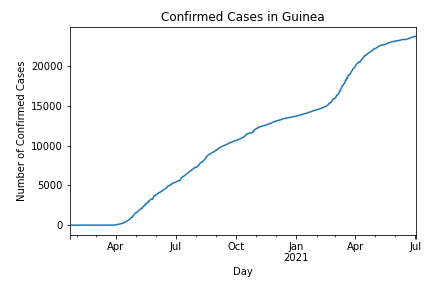 Confirmed Cases in Guinea
Number of Confirmed Cases
20000
15000
10000
5000
0
Apr Jul Oct Jan Apr Jul
2021
Day